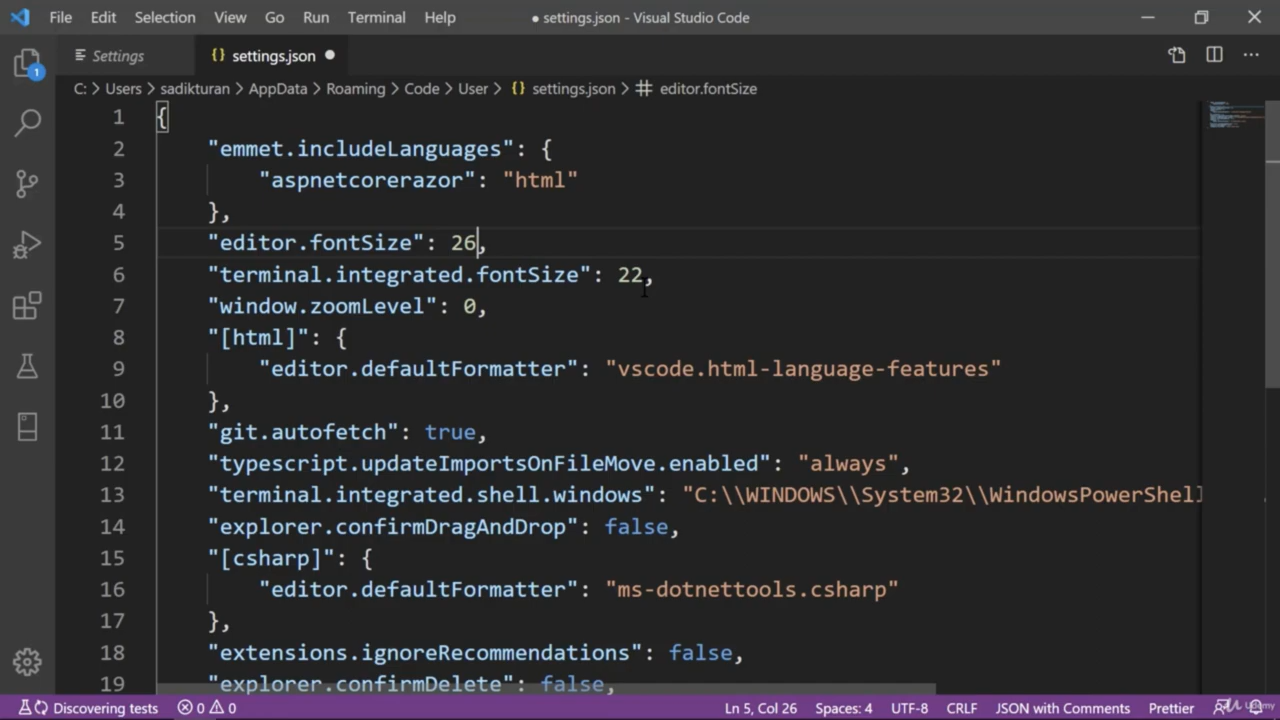 File Edit Selection View Go Run Terminal Help ● settings.json - Visual Studio Code
Settings {} settings.json ●
C: > Users > sadikturan > AppData > Roaming > Code > User > {} settings.json > # editor.fontSize
1 {
2 "emmet.includeLanguages": {
3 "aspnetcorerazor": "html"
4 },
5 "editor.fontSize": 26,
6 "terminal.integrated.fontSize": 22,
7 "window.zoomLevel": 0,
8 "[html]": {
9 "editor.defaultFormatter": "vscode.html-language-features"
10 },
11 "git.autofetch": true,
12 "typescript.updateImportsOnFileMove.enabled": "always",
13 "terminal.integrated.shell.windows": "C:\\WINDOWS\\System32\\WindowsPowerShell
14 "explorer.confirmDragAndDrop": false,
15 "[csharp]": {
16 "editor.defaultFormatter": "ms-dotnettools.csharp"
17 },
18 "extensions.ignoreRecommendations": false,
19 "explorer.confirmDelete": false,
1
Discovering tests 0 0 Ln 5, Col 26 Spaces: 4 UTF-8 CRLF JSON with Comments Prettier Udemy